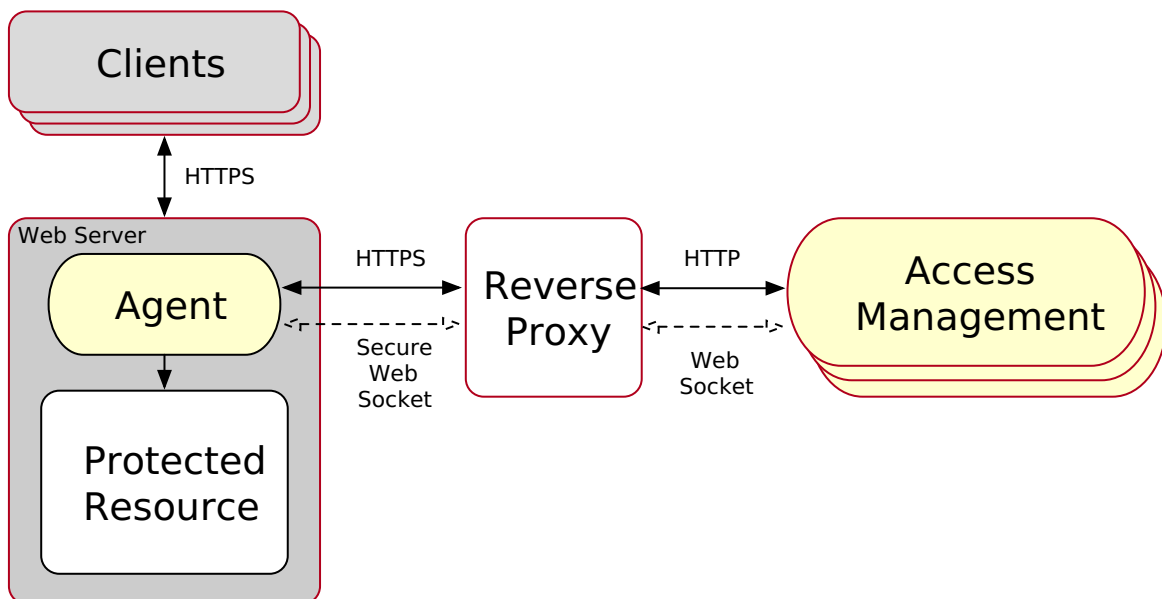 Clients
HTTPS
Web Server
Agent
HTTPS
Secure
Web
Socket
Reverse
Proxy
HTTP
Web
Socket
Access
Management
Protected
Resource